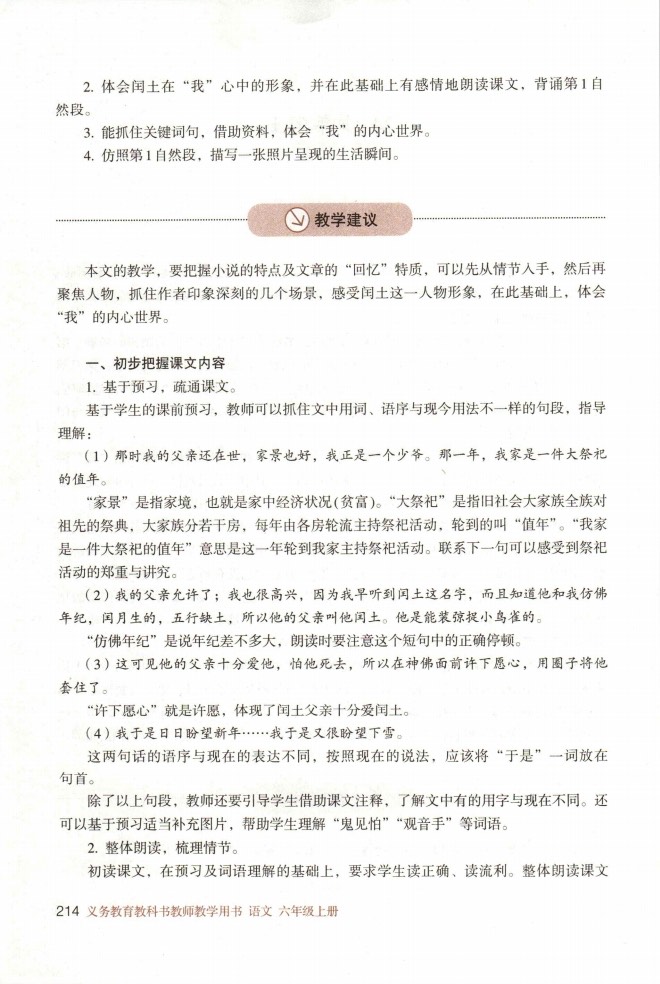 2. 体会闰土在“我”心中的形象，并在此基础上有感情地朗读课文，背诵第1自
然段。
3. 能抓住关键词句，借助资料，体会“我”的内心世界。
4. 仿照第1自然段，描写一张照片呈现的生活瞬间。
教学建议
本文的教学，要把握小说的特点及文章的“回忆”特质，可以先从情节入手，然后再
聚焦人物，抓住作者印象深刻的几个场景，感受闰土这一人物形象，在此基础上，体会
“我”的内心世界。
一、初步把握课文内容
1. 基于预习，疏通课文。
基于学生的课前预习，教师可以抓住文中用词、语序与现今用法不一样的句段，指导
理解：
（1）那时我的父亲还在世，家景也好，我正是一个少爷。那一年，我家是一件大祭祀
的值年。
“家景”是指家境，也就是家中经济状况(贫富)。“大祭祀”是指旧社会大家族全族对
祖先的祭典，大家族分若干房，每年由各房轮流主持祭祀活动，轮到的叫“值年”。“我家
是一件大祭祀的值年”意思是这一年轮到我家主持祭祀活动。联系下一句可以感受到祭祀
活动的郑重与讲究。
（2）我的父亲允许了；我也很高兴，因为我早听到闰土这名字，而且知道他和我仿佛
年纪，闰月生的，五行缺土，所以他的父亲叫他闰土。他是能装弶捉小鸟雀的。
“仿佛年纪”是说年纪差不多大，朗读时要注意这个短句中的正确停顿。
（3）这可见他的父亲十分爱他，怕他死去，所以在神佛面前许下愿心，用圈子将他
套住了。
“许下愿心”就是许愿，体现了闰土父亲十分爱闰土。
（4）我于是日日盼望新年……我于是又很盼望下雪。
这两句话的语序与现在的表达不同，按照现在的说法，应该将“于是”一词放在
句首。
除了以上句段，教师还要引导学生借助课文注释，了解文中有的用字与现在不同。还
可以基于预习适当补充图片，帮助学生理解“鬼见怕”“观音手”等词语。
2. 整体朗读，梳理情节。
初读课文，在预习及词语理解的基础上，要求学生读正确、读流利。整体朗读课文
214 义务教育教科书教师教学用书 语文 六年级上册